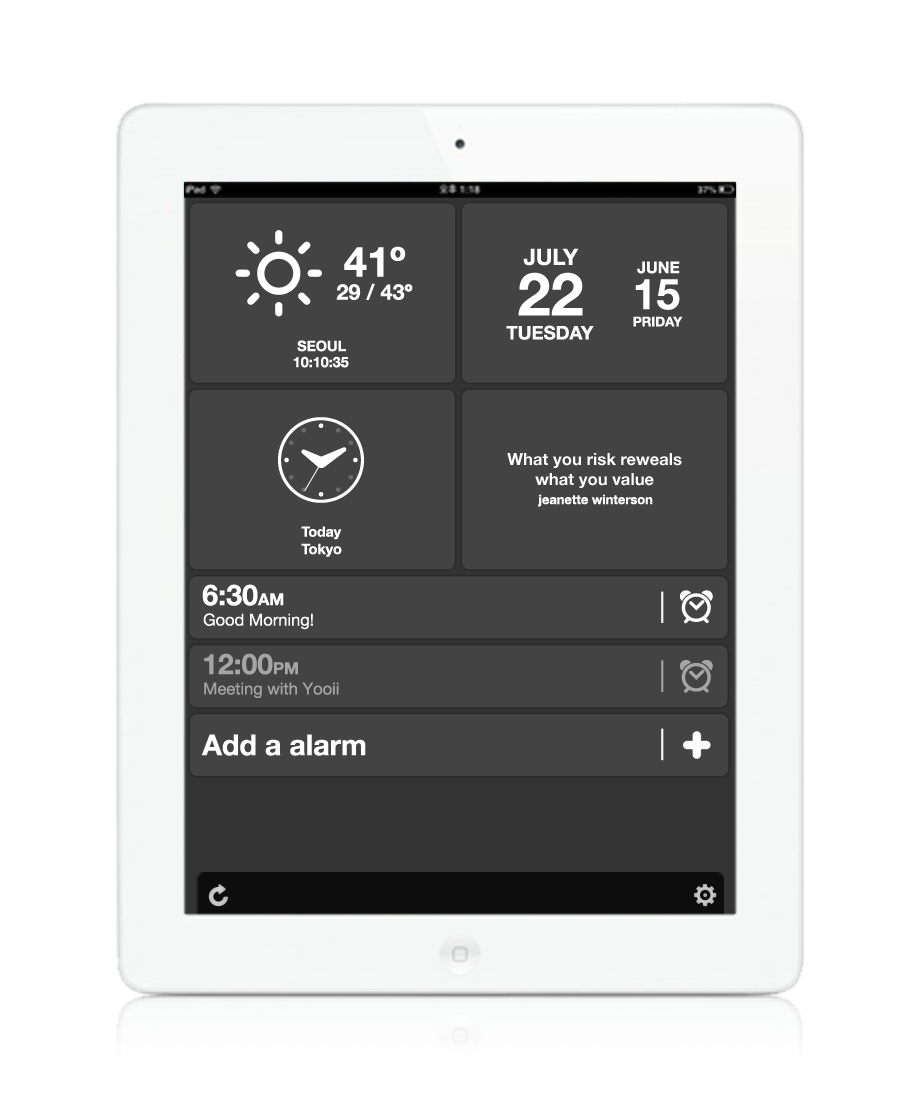 iPad
오후 1:18
37%
41º
29 / 43º
SEOUL
10:10:35
JULY
22
TUESDAY
JUNE
15
PRIDAY
Today
Tokyo
What you risk reweals
what you value
jeanette winterson
6:30AM
Good Morning!
12:00PM
Meeting with Yooii
Add a alarm